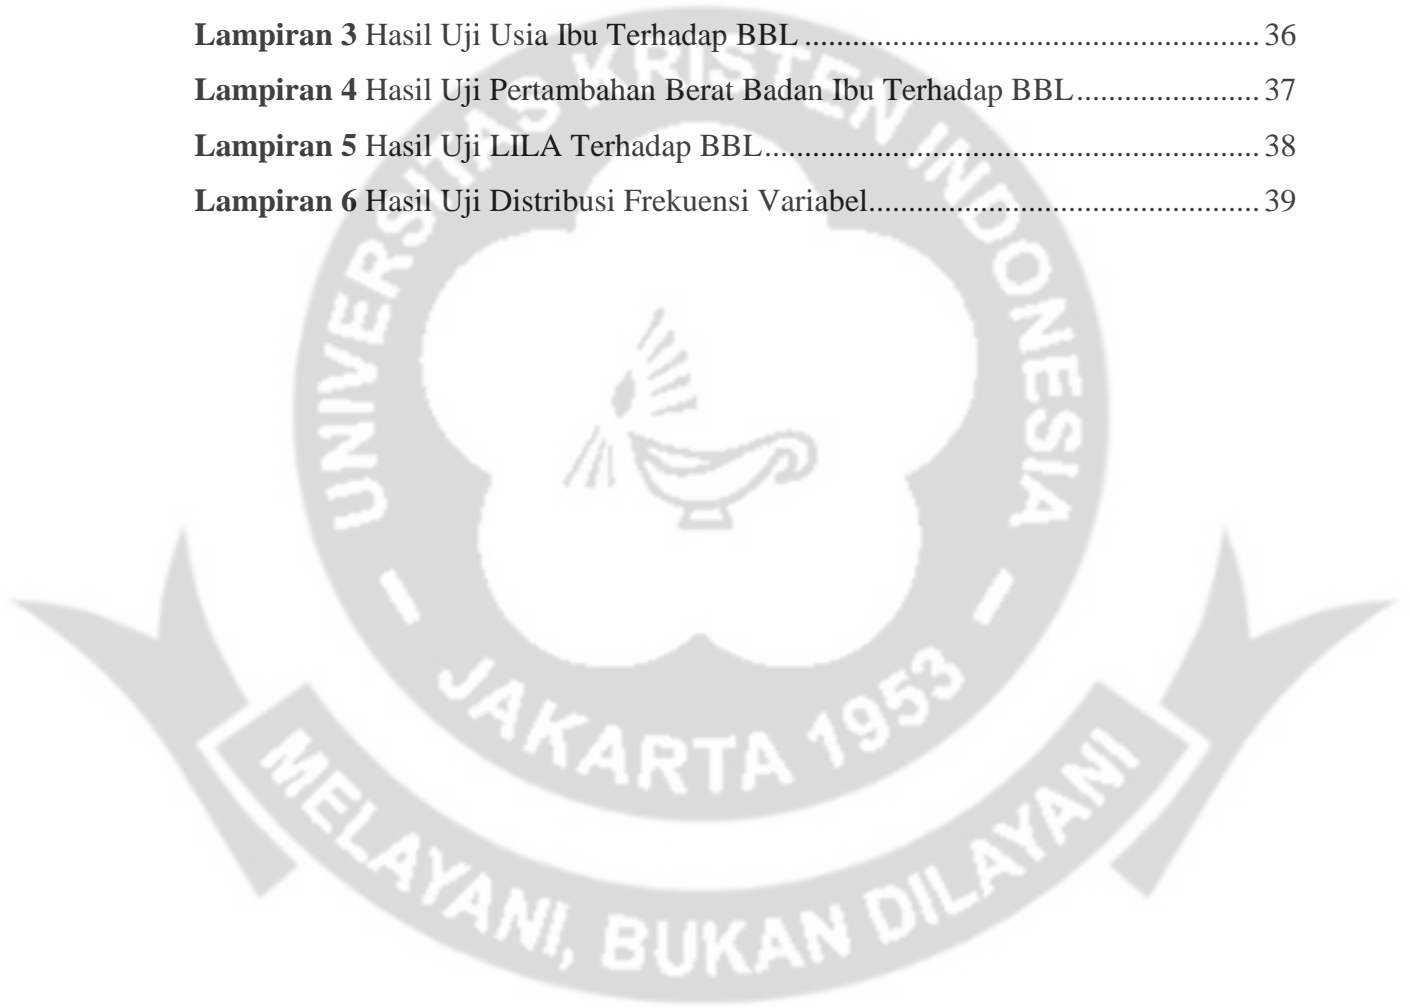 Lampiran 3 Hasil Uji Usia Ibu Terhadap BBL .......................................................... 36
Lampiran 4 Hasil Uji Pertambahan Berat Badan Ibu Terhadap BBL....................... 37
Lampiran 5 Hasil Uji LILA Terhadap BBL............................................................... 38
Lampiran 6 Hasil Uji Distribusi Frekuensi Variabel.................................................. 39
UNIVERSITAS KRISTEN INDONESIA
- JAKARTA 1953 -
MELAYANI, BUKAN DILAYANI